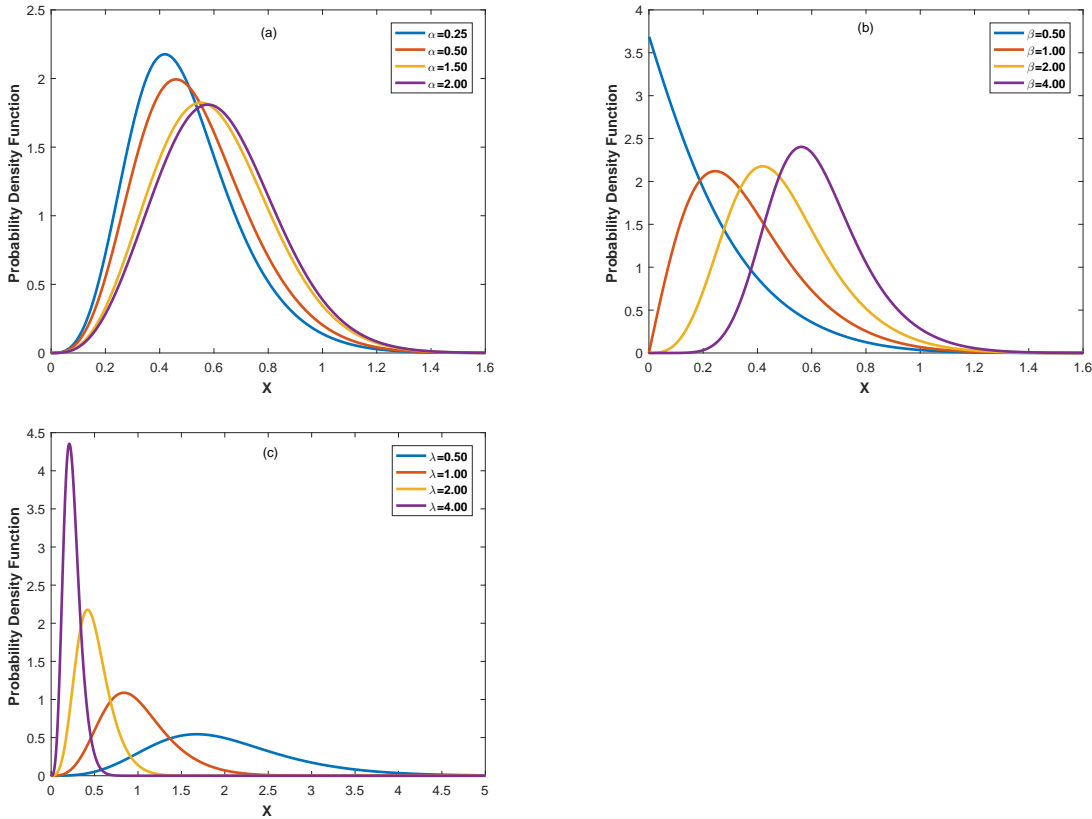 (a)
α=0.25
α=0.50
α=1.50
α=2.00
Probability Density Function
2.5
2
1.5
1
0.5
0
0 0.2 0.4 0.6 0.8 1 1.2 1.4 1.6
X
(b)
β=0.50
β=1.00
β=2.00
β=4.00
Probability Density Function
4
3.5
3
2.5
2
1.5
1
0.5
0
0 0.2 0.4 0.6 0.8 1 1.2 1.4 1.6
X
(c)
λ=0.50
λ=1.00
λ=2.00
λ=4.00
Probability Density Function
4.5
4
3.5
3
2.5
2
1.5
1
0.5
0
0 0.5 1 1.5 2 2.5 3 3.5 4 4.5 5
X